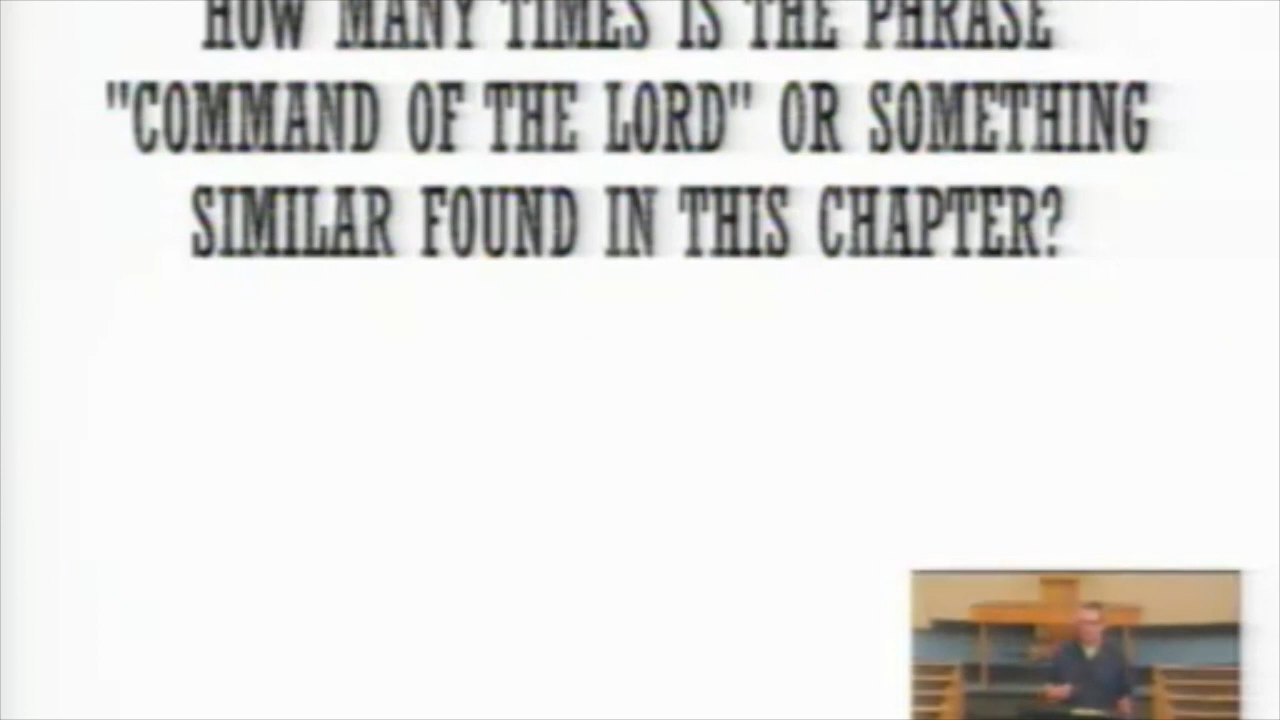 HOW MANY TIMES IS THE PHRASE
"COMMAND OF THE LORD" OR SOMETHING
SIMILAR FOUND IN THIS CHAPTER?